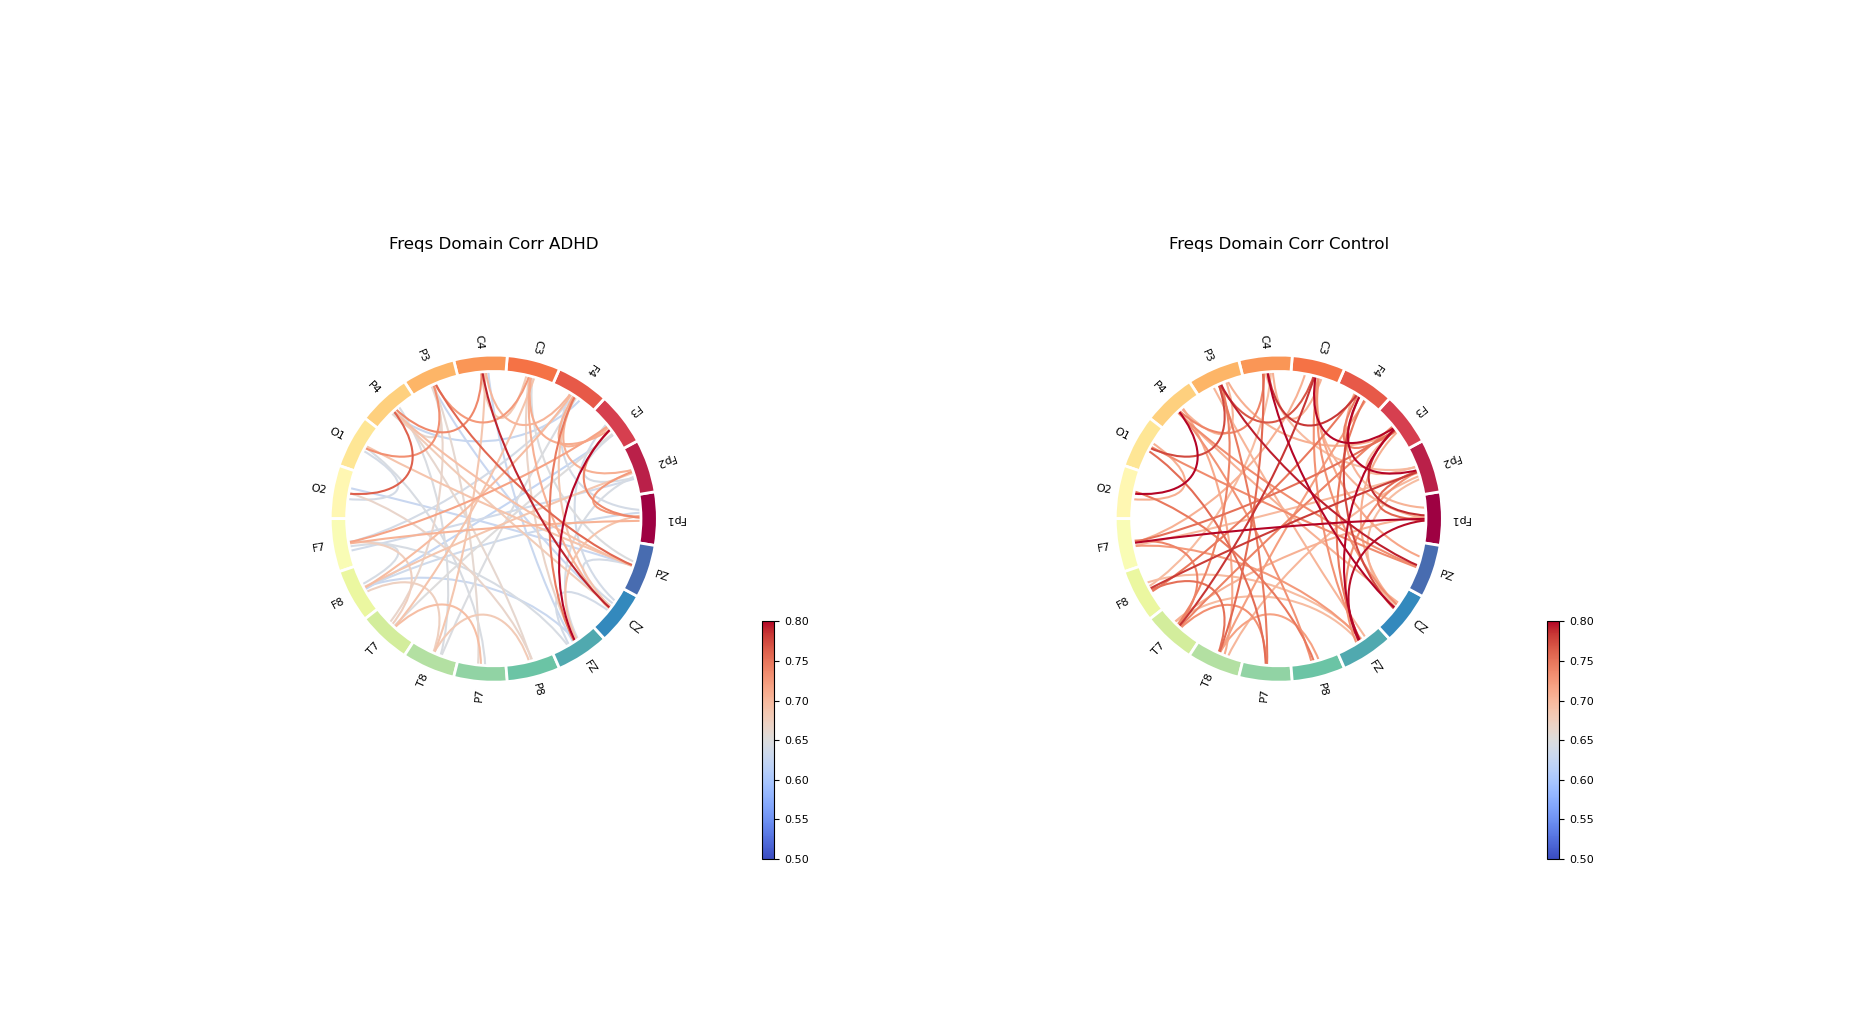 Freqs Domain Corr ADHD
Fp1
Fp2
F3
F4
C3
C4
P3
P4
O1
O2
F7
F8
T7
T8
P7
P8
FZ
CZ
PZ
0.80
0.75
0.70
0.65
0.60
0.55
0.50
Freqs Domain Corr Control
Fp1
Fp2
F3
F4
C3
C4
P3
P4
O1
O2
F7
F8
T7
T8
P7
P8
FZ
CZ
PZ
0.80
0.75
0.70
0.65
0.60
0.55
0.50